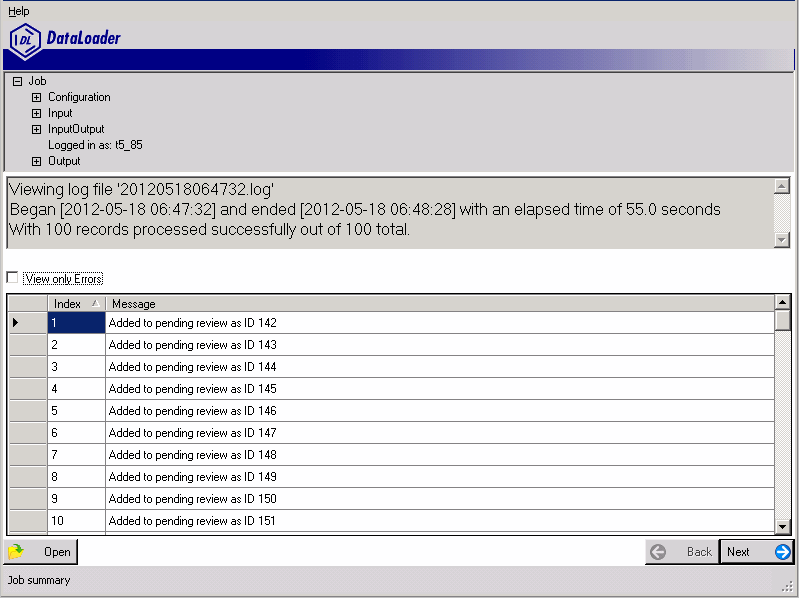 Help
DL DataLoader
Job
Configuration
Input
InputOutput
Logged in as: t5_85
Output
Viewing log file '20120518064732.log'
Began [2012-05-18 06:47:32] and ended [2012-05-18 06:48:28] with an elapsed time of 55.0 seconds
With 100 records processed successfully out of 100 total.
View only Errors
Index Message
1 Added to pending review as ID 142
2 Added to pending review as ID 143
3 Added to pending review as ID 144
4 Added to pending review as ID 145
5 Added to pending review as ID 146
6 Added to pending review as ID 147
7 Added to pending review as ID 148
8 Added to pending review as ID 149
9 Added to pending review as ID 150
10 Added to pending review as ID 151
Open Back Next
Job summary